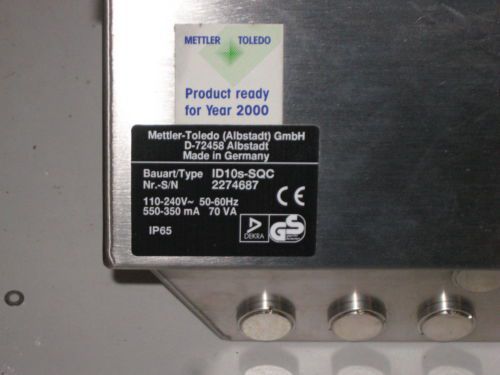 METTLER TOLEDO
Product ready
for Year 2000
Mettler-Toledo (Albstadt) GmbH
D-72458 Albstadt
Made in Germany
Bauart/Type ID10s-SQC
Nr.-S/N 2274687
110-240V~ 50-60Hz
550-350 mA 70 VA
IP65
CE
DEKRA
GS